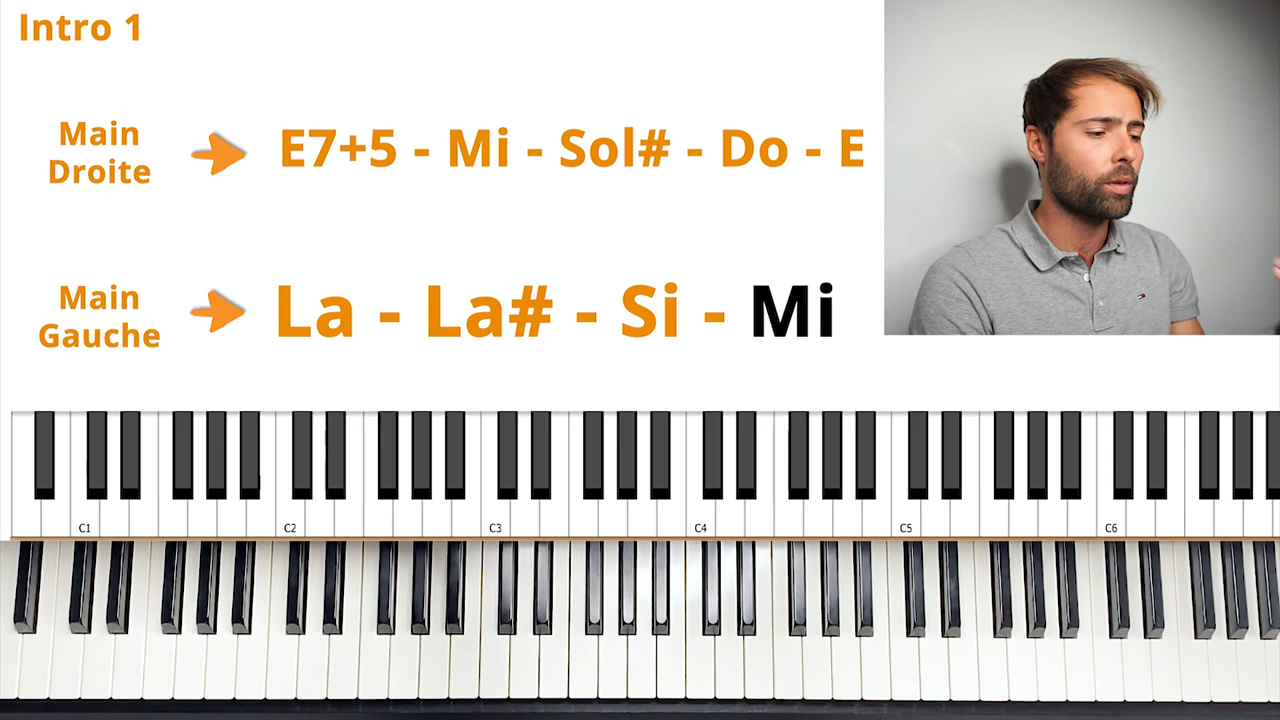 Intro 1
Main
Droite
E7+5 - Mi - Sol# - Do - E
Main
Gauche
La - La# - Si - Mi
C1 C2 C3 C4 C5 C6